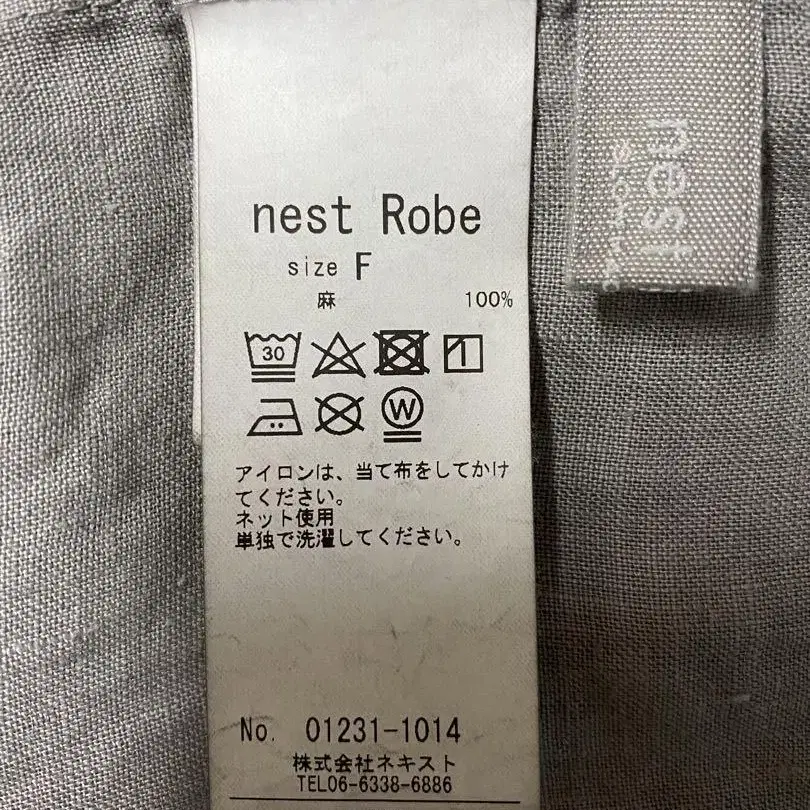 nest Robe
size F
麻 100%
30
W
アイロンは、当て布をしてかけ
てください。
ネット使用
単独で洗濯してください。
No. 01231-1014
株式会社ネキスト
TEL06-6338-6886
nest